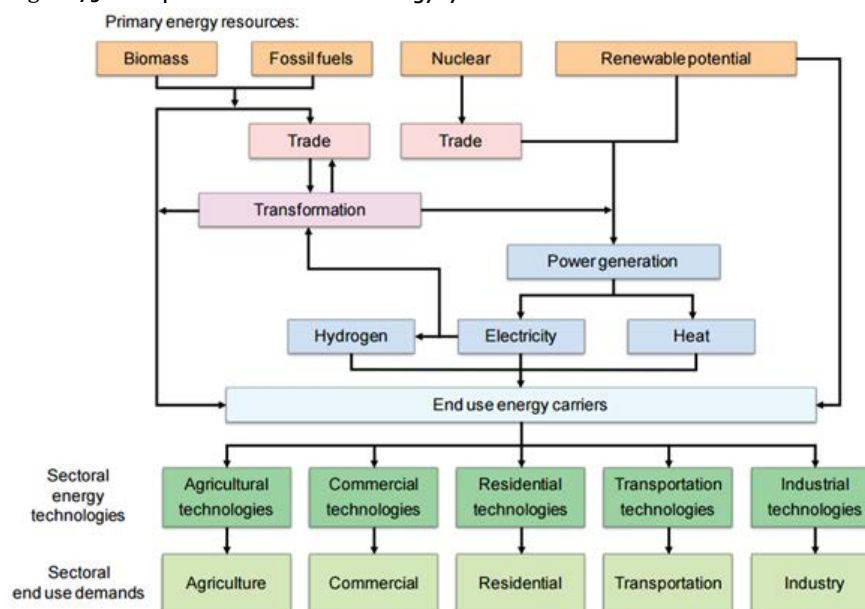 Primary energy resources:
Biomass
Fossil fuels
Nuclear
Renewable potential
Trade
Trade
Transformation
Power generation
Hydrogen
Electricity
Heat
End use energy carriers
Sectoral
energy
technologies
Agricultural
technologies
Commercial
technologies
Residential
technologies
Transportation
technologies
Industrial
technologies
Sectoral
end use demands
Agriculture
Commercial
Residential
Transportation
Industry